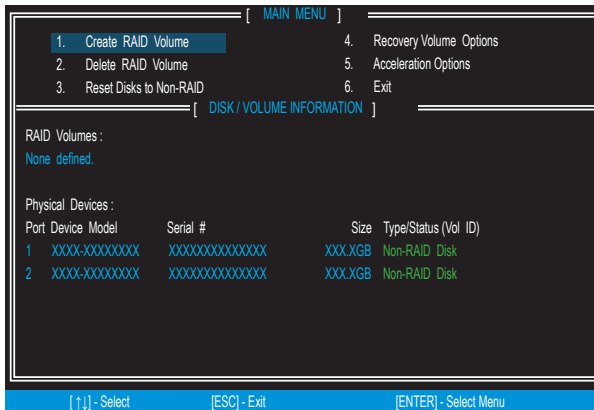 [ MAIN MENU ]
1. Create RAID Volume 4. Recovery Volume Options
2. Delete RAID Volume 5. Acceleration Options
3. Reset Disks to Non-RAID 6. Exit
[ DISK / VOLUME INFORMATION ]
RAID Volumes :
None defined.
Physical Devices :
Port Device Model Serial # Size Type/Status (Vol ID)
1 XXXX-XXXXXXXX XXXXXXXXXXXXXX XXX.XGB Non-RAID Disk
2 XXXX-XXXXXXXX XXXXXXXXXXXXXX XXX.XGB Non-RAID Disk
[ ↑↓] - Select [ESC] - Exit [ENTER] - Select Menu